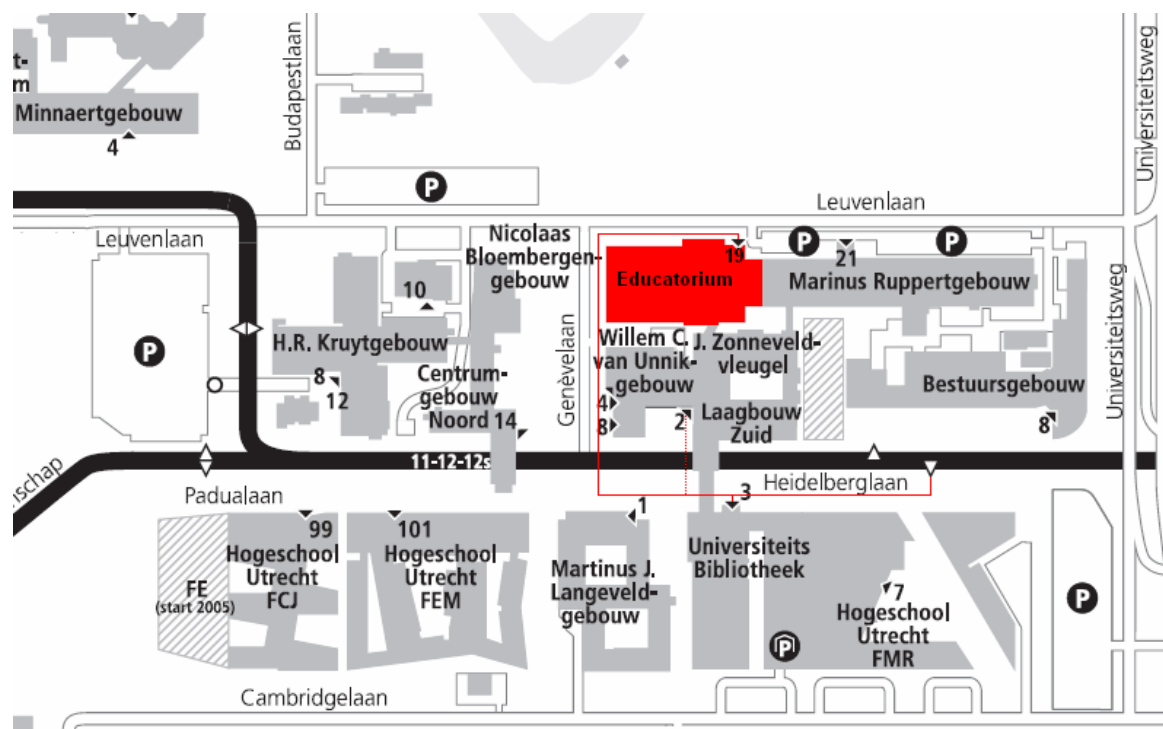 t-
m
Minnaertgebouw
4
Budapestlaan
Universiteitsweg
P
Leuvenlaan
Leuvenlaan
Nicolaas
Bloembergen-
gebouw
19
P
21
P
Educatorium
Marinus Ruppertgebouw
10
Universiteitsweg
P
H.R. Kruytgebouw
8
12
Centrum-
gebouw
Noord 14
Genèvelaan
Willem C.
van Unnik-
gebouw
J. Zonneveld-
vleugel
4
8
2
Laagbouw
Zuid
Bestuursgebouw
8
11-12-12s
nschap
Padualaan
Heidelberglaan
99
Hogeschool
Utrecht
FCJ
101
Hogeschool
Utrecht
FEM
FE
(start 2005)
1
Martinus J.
Langeveld-
gebouw
3
Universiteits
Bibliotheek
7
Hogeschool
Utrecht
FMR
P
P
Cambridgelaan